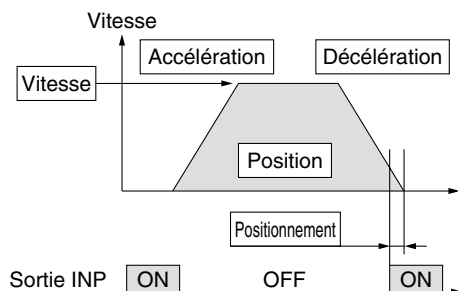 Vitesse
Accélération
Décélération
Vitesse
Position
Positionnement
Sortie INP ON OFF ON